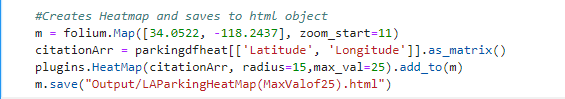 #Creates Heatmap and saves to html object
m = folium.Map([34.0522, -118.2437], zoom_start=11)
citationArr = parkingdfheat[['Latitude', 'Longitude']].as_matrix()
plugins.HeatMap(citationArr, radius=15,max_val=25).add_to(m)
m.save("Output/LAParkingHeatMap(MaxValof25).html")